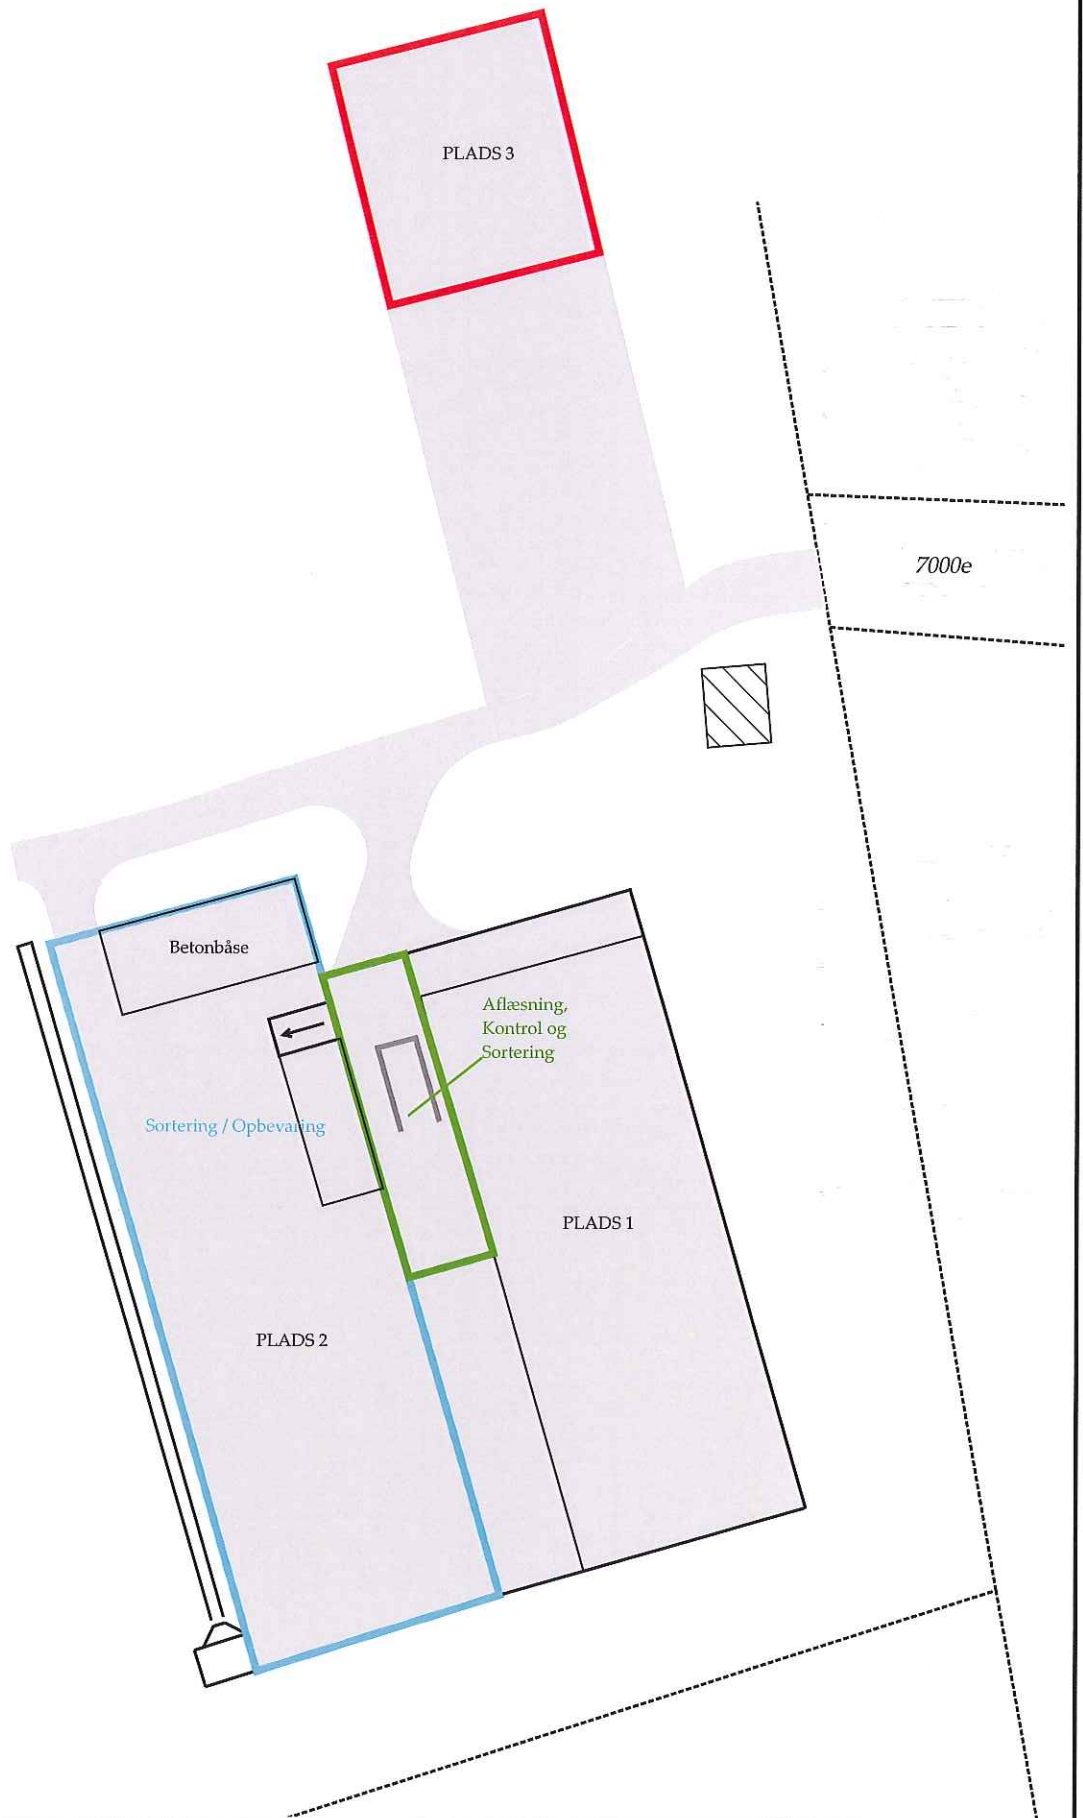 PLADS 3
7000e
Betonbåse
Aflæsning,
Kontrol og
Sortering
Sortering / Opbevaring
PLADS 1
PLADS 2